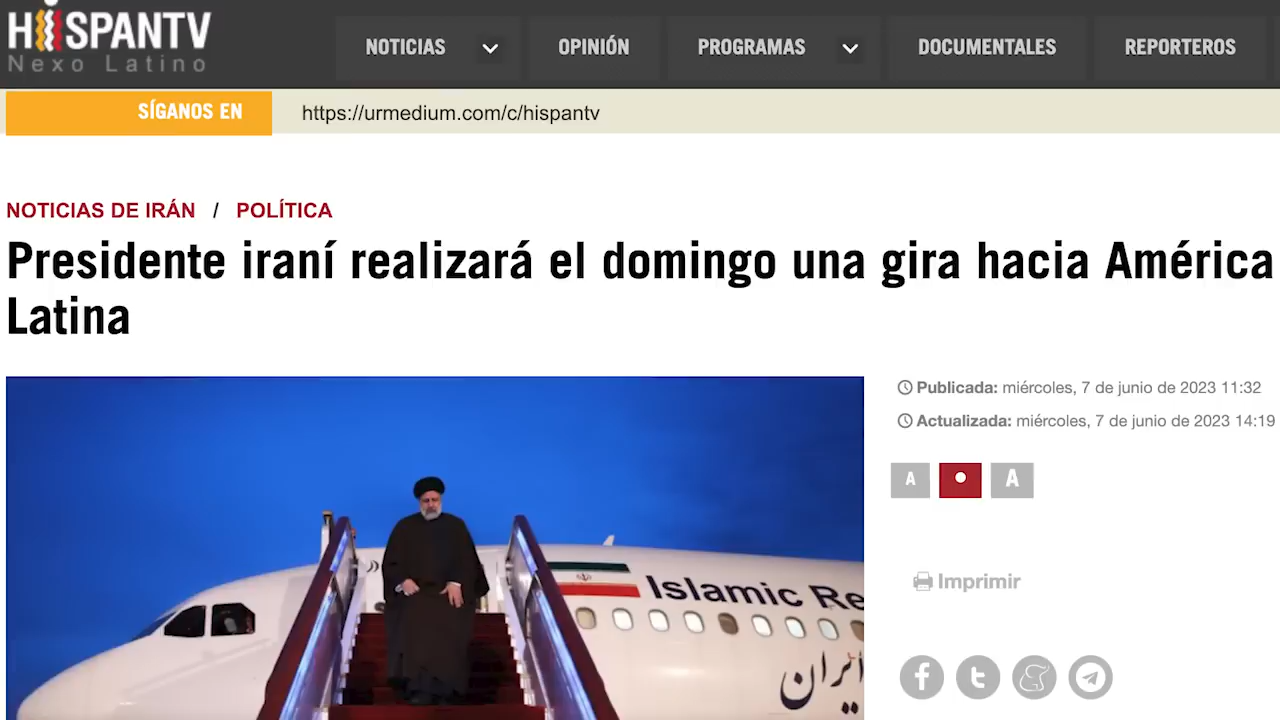 HISPANTV
Nexo Latino
NOTICIAS
OPINIÓN
PROGRAMAS
DOCUMENTALES
REPORTEROS
SÍGANOS EN
https://urmedium.com/c/hispantv
NOTICIAS DE IRÁN / POLÍTICA
Presidente iraní realizará el domingo una gira hacia América
Latina
Publicada: miércoles, 7 de junio de 2023 11:32
Actualizada: miércoles, 7 de junio de 2023 14:19
A
A
Imprimir
Islamic Re
ایران